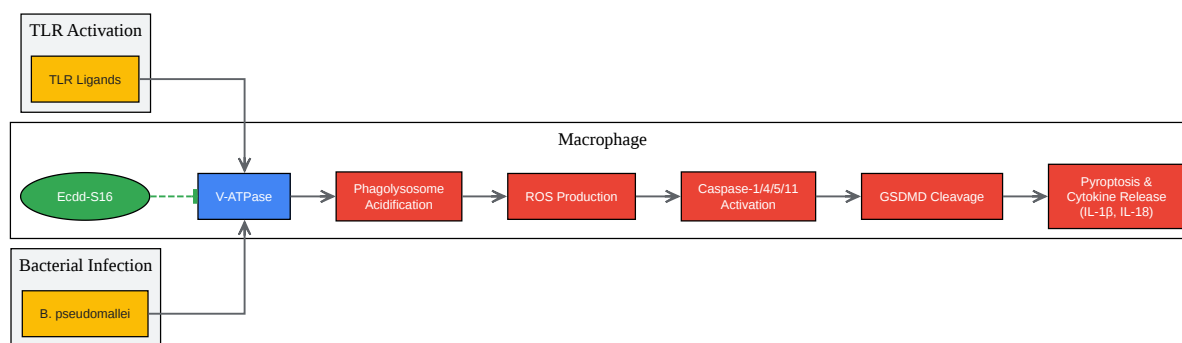 TLR Activation
TLR Ligands
Macrophage
Ecdd-S16
V-ATPase
Phagolysosome
Acidification
ROS Production
Caspase-1/4/5/11
Activation
GSDMD Cleavage
Pyroptosis &
Cytokine Release
(IL-1β, IL-18)
Bacterial Infection
B. pseudomallei